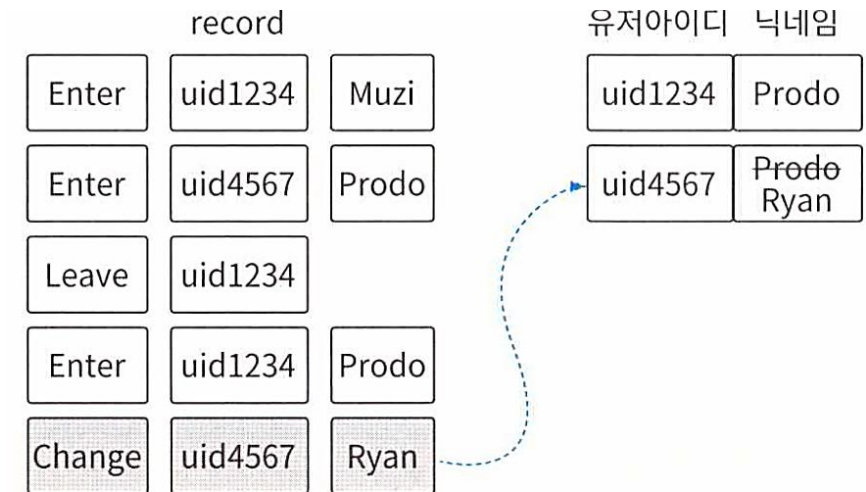 record
Enter uid1234 Muzi
Enter uid4567 Prodo
Leave uid1234
Enter uid1234 Prodo
Change uid4567 Ryan
유저아이디 닉네임
uid1234 Prodo
uid4567 Prodo
Ryan